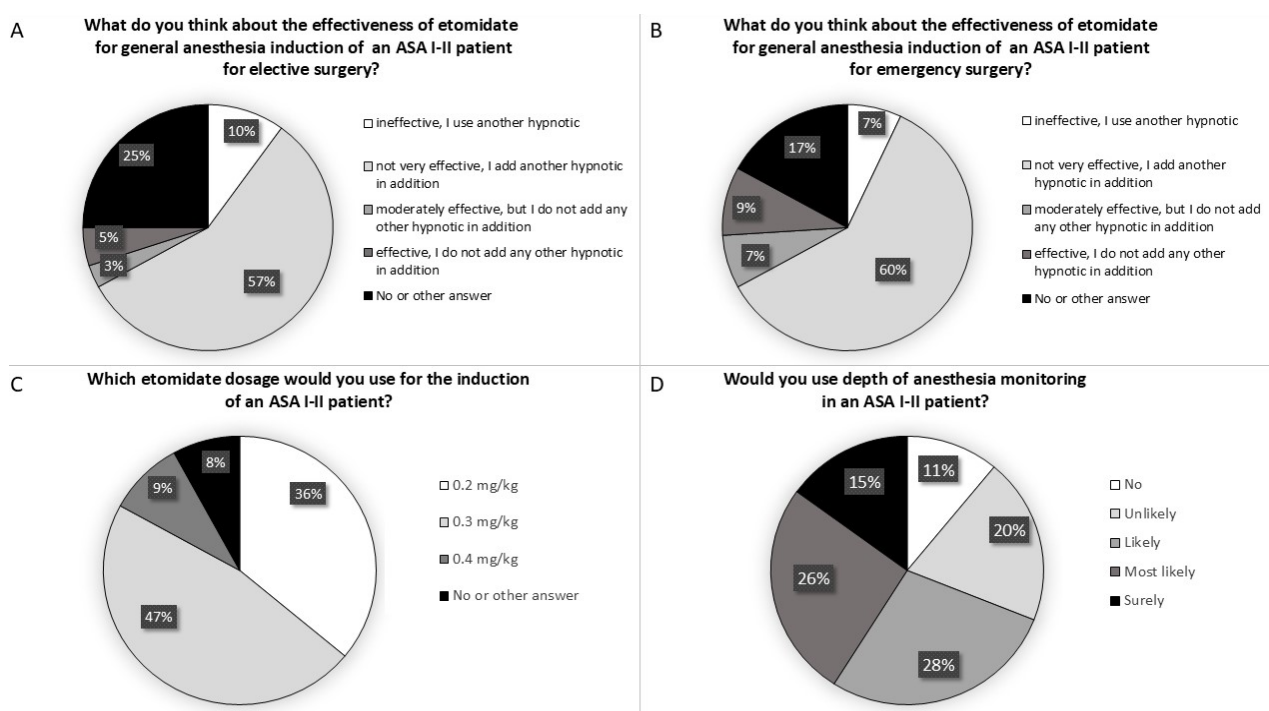 A
What do you think about the effectiveness of etomidate
for general anesthesia induction of an ASA I-II patient
for elective surgery?
10%
57%
3%
5%
25%
ineffective, I use another hypnotic
not very effective, I add another hypnotic
in addition
moderately effective, but I do not add any
other hypnotic in addition
effective, I do not add any other hypnotic
in addition
No or other answer
B
What do you think about the effectiveness of etomidate
for general anesthesia induction of an ASA I-II patient
for emergency surgery?
7%
60%
7%
9%
17%
ineffective, I use another hypnotic
not very effective, I add another
hypnotic in addition
moderately effective, but I do not add
any other hypnotic in addition
effective, I do not add any other
hypnotic in addition
No or other answer
C
Which etomidate dosage would you use for the induction
of an ASA I-II patient?
36%
47%
9%
8%
0.2 mg/kg
0.3 mg/kg
0.4 mg/kg
No or other answer
D
Would you use depth of anesthesia monitoring
in an ASA I-II patient?
11%
20%
28%
26%
15%
No
Unlikely
Likely
Most likely
Surely